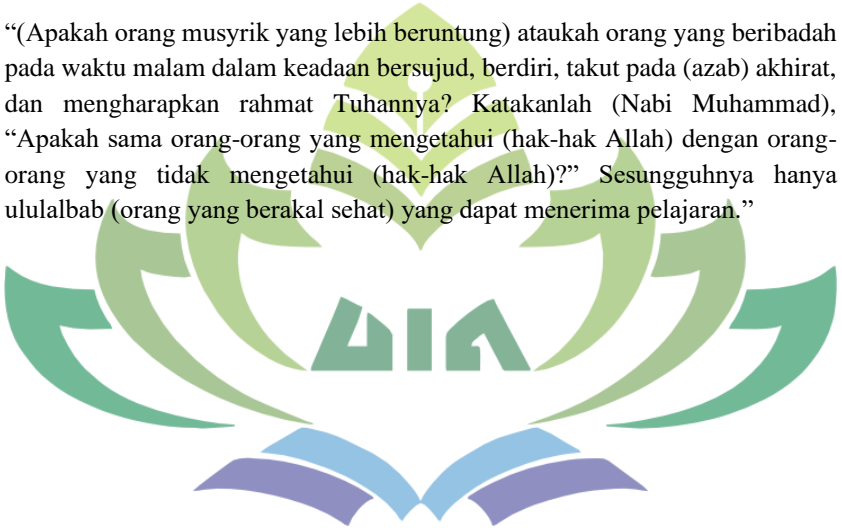 “(Apakah orang musyrik yang lebih beruntung) ataukah orang yang beribadah
pada waktu malam dalam keadaan bersujud, berdiri, takut pada (azab) akhirat,
dan mengharapkan rahmat Tuhannya? Katakanlah (Nabi Muhammad),
“Apakah sama orang-orang yang mengetahui (hak-hak Allah) dengan orang-
orang yang tidak mengetahui (hak-hak Allah)?” Sesungguhnya hanya
ululalbab (orang yang berakal sehat) yang dapat menerima pelajaran.”
UIN